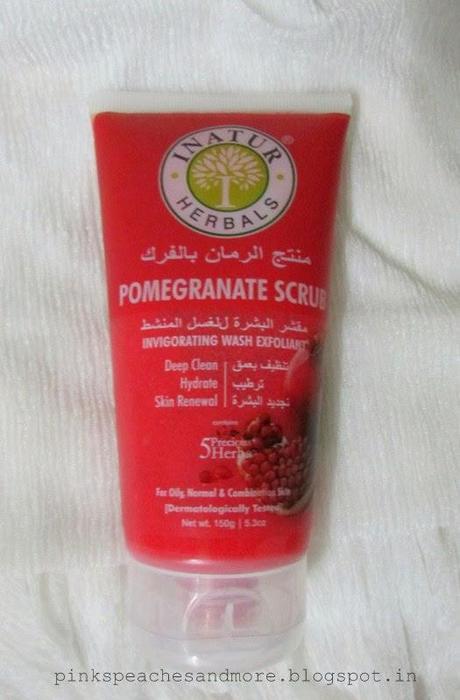 INATUR
HERBALS
®
منتج الرمان بالفرك
POMEGRANATE SCRUB
مقشر البشرة للغسل المنشط
INVIGORATING WASH EXFOLIANT
Deep Clean | تنظيف بعمق
Hydrate | ترطيب
Skin Renewal | تجديد البشرة
contains
5 Precious
Herbs
For Oily, Normal & Combination Skin
[Dermatologically Tested]
Net wt. 150g | 5.3oz
pinkspeachesandmore.blogspot.in